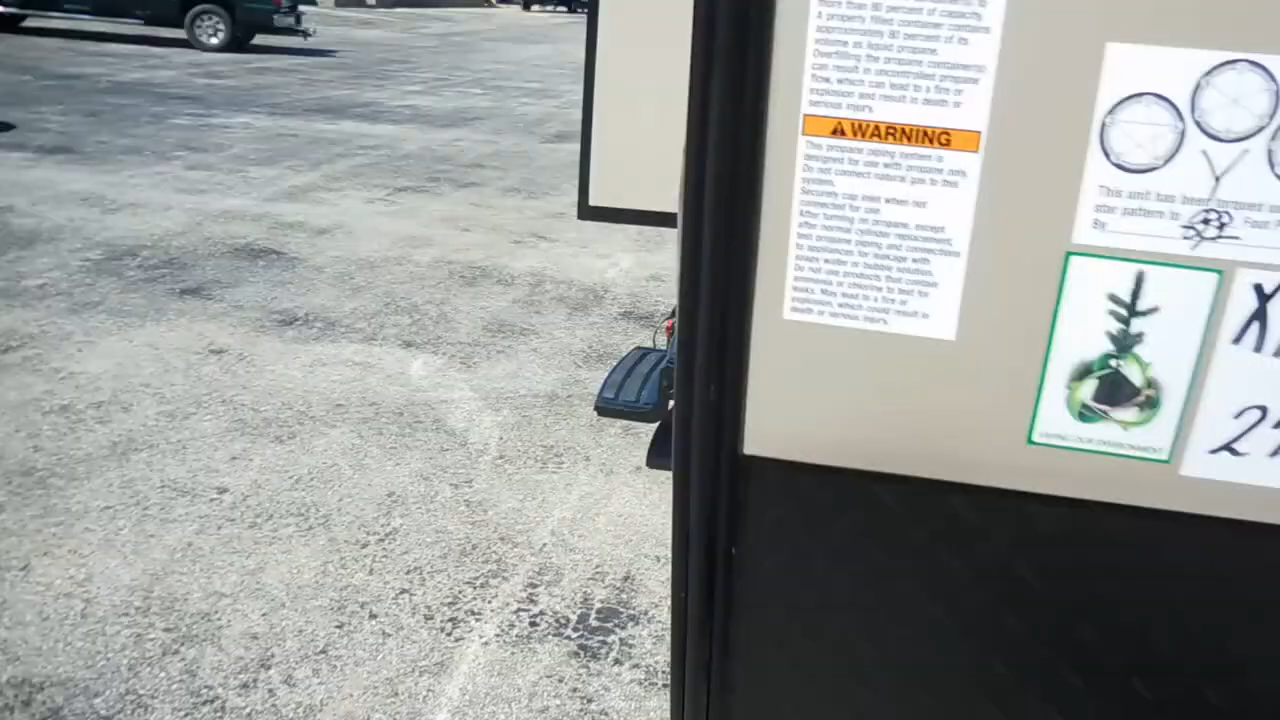 more than 80 percent of capacity.
A properly filled container contains
approximately 80 percent of its
volume as liquid propane.
Overfilling the propane container(s)
can result in uncontrolled propane
flow, which can lead to a fire or
explosion and result in death or
serious injury.
WARNING
This propane piping system is
designed for use with propane only.
Do not connect natural gas to this
system.
Securely cap inlet when not
connected for use.
After turning on propane, except
after normal cylinder replacement,
test propane piping and connections
to appliances for leakage with
soapy water or bubble solution.
Do not use products that contain
ammonia or chlorine to test for
leaks. May lead to a fire or
explosion, which could result in
death or serious injury.
This unit has been torqued
star pattern to Foot
By
SAVING OUR ENVIRONMENT